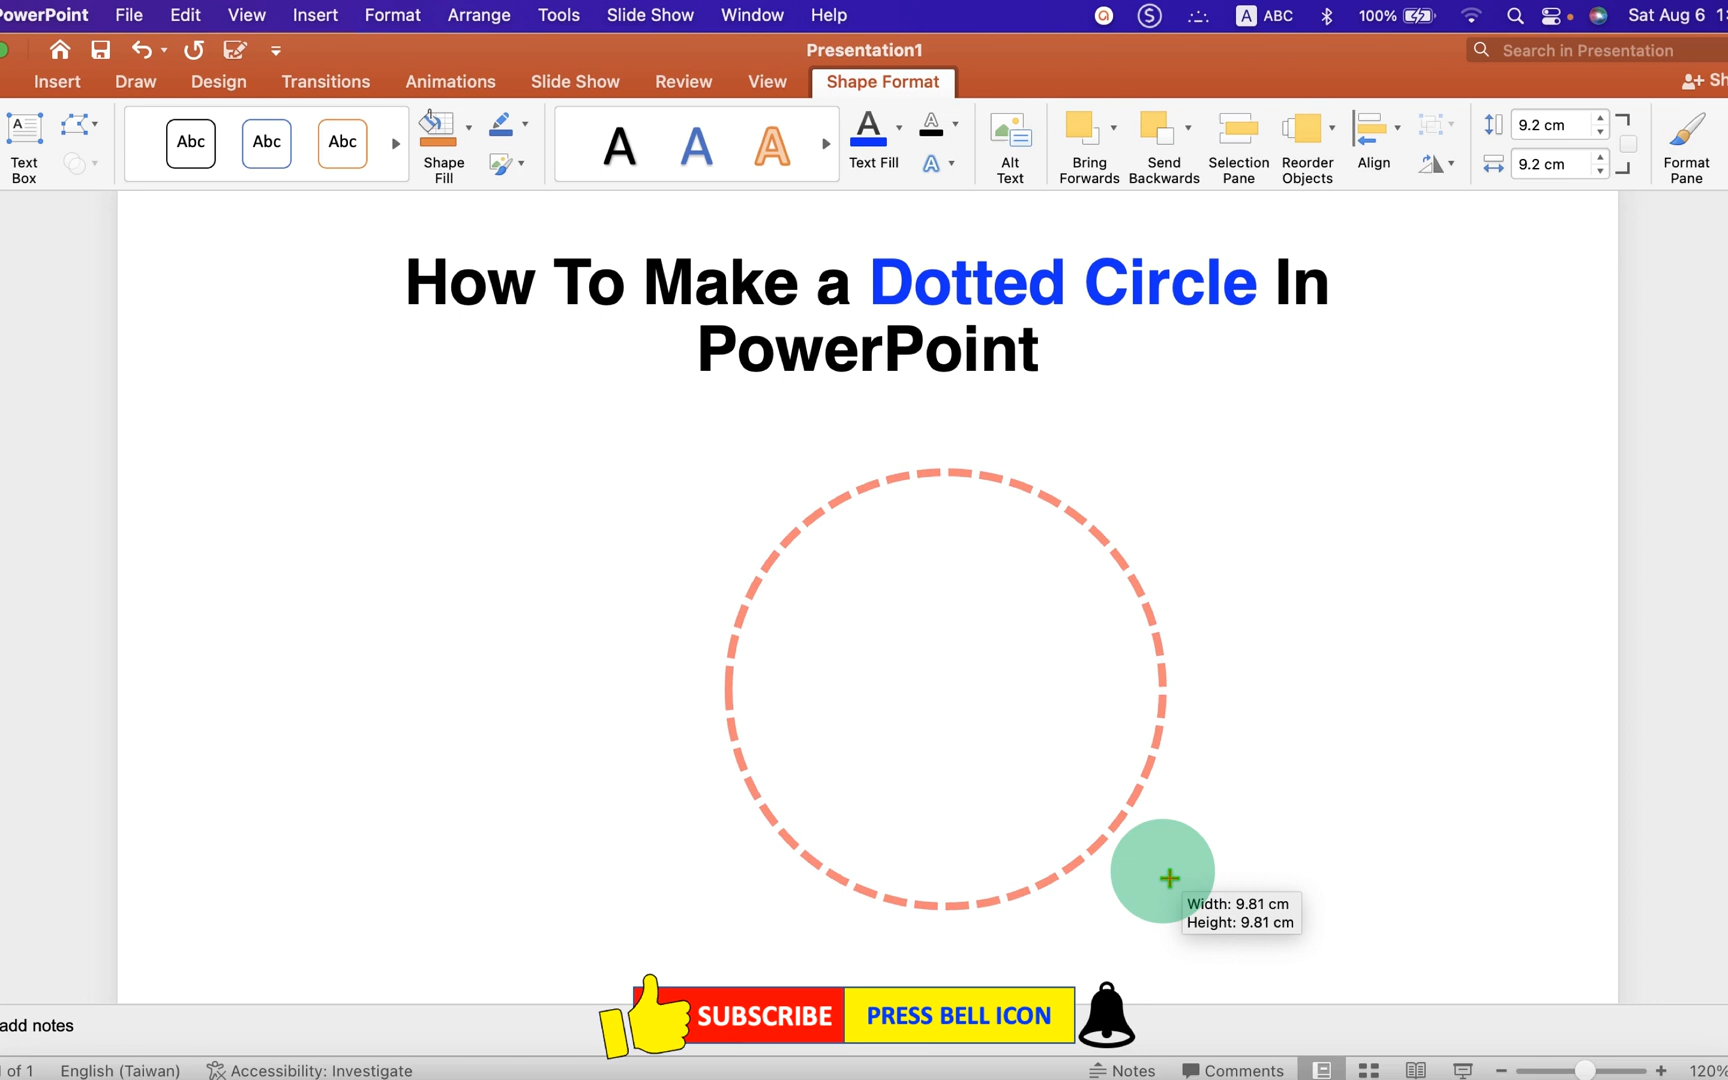 PowerPoint File Edit View Insert Format Arrange Tools Slide Show Window Help A ABC 100% Sat Aug 6
Presentation1
Search in Presentation
Insert Draw Design Transitions Animations Slide Show Review View Shape Format
Text Box
Abc Abc Abc
Shape Fill
A A A
Text Fill
Alt Text
Bring Forwards
Send Backwards
Selection Pane
Reorder Objects
Align
9.2 cm
9.2 cm
Format Pane
How To Make a Dotted Circle In
PowerPoint
Width: 9.81 cm
Height: 9.81 cm
SUBSCRIBE PRESS BELL ICON
add notes
of 1 English (Taiwan) Accessibility: Investigate Notes Comments 120%